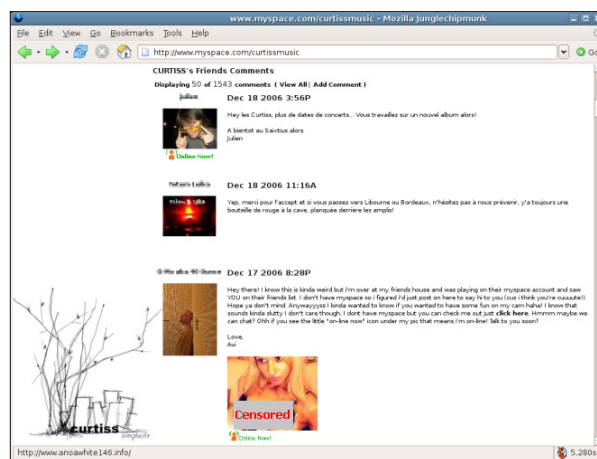 www.myspace.com/curtissmusic - Mozilla Junglechipmunk
File Edit View Go Bookmarks Tools Help
http://www.myspace.com/curtissmusic
Go
CURTISS's Friends Comments
Displaying 50 of 1543 comments ( View All | Add Comment )
Dec 18 2006 3:56P
Hey les Curtiss, plus de dates de concerts... Vous travaillez sur un nouvel album alors!
A bientot au Saixtius alors.
Julien
Online Now!
Dec 18 2006 11:16A
Yep, merci pour l'accept et si vous passez vers Libourne ou Bordeaux, n'hésitez pas à nous prévenir, y'a toujours une
bouteille de rouge à la cave, planquée derrière les amplis!
Dec 17 2006 8:28P
Hey there! I know this is kinda weird but i'm over at my friends house and was playing on their myspace account and saw
YOU on their friends list. I don't have myspace so i figured I'd just post on here to say hi to you (cus i think you're cuuuute!).
Hope ya don't mind. Anywayyyss I kinda wanted to know if you wanted to have some fun on my cam haha! I know that
sounds kinda slutty I don't care though. I dont have myspace but you can check me out just click here. Hmmm maybe we
can chat? Ohh if you see the little "on-line now" icon under my pic that means i'm on-line! Talk to you soon?
Love,
Avi
Censored
Online Now!
curtiss
http://www.anoawhite146.info/
5.280s